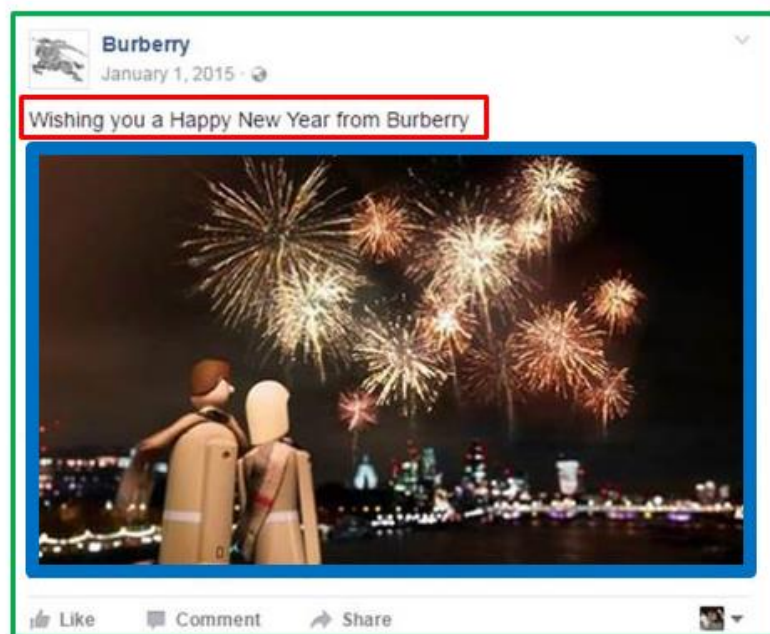 Burberry
January 1, 2015 ·
Wishing you a Happy New Year from Burberry
Like Comment Share